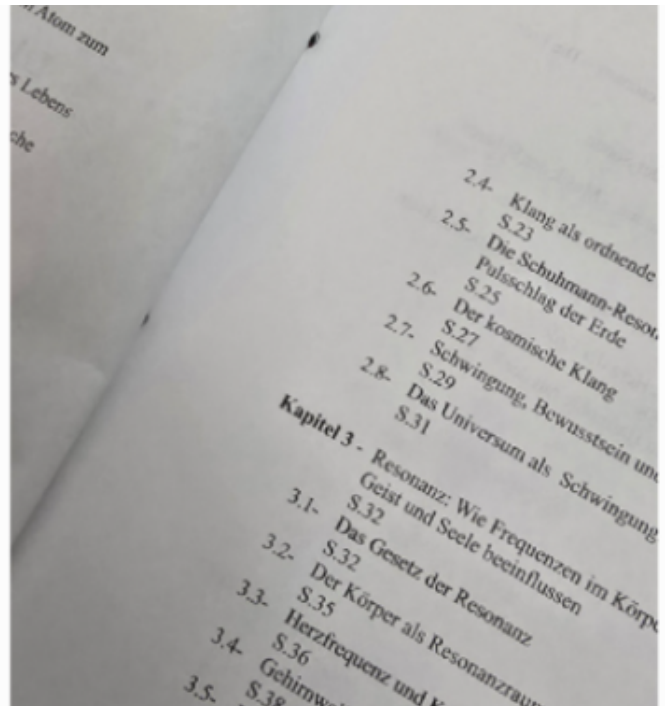 Atom zum
Lebens
2.4- Klang als ordnende
S.23
2.5- Die Schuhmann-Reson
Pulsschlag der Erde
S.25
2.6- Der kosmische Klang
S.27
2.7- Schwingung, Bewusstsein und
S.29
2.8- Das Universum als Schwingung
S.31
Kapitel 3 - Resonanz: Wie Frequenzen im Körpe
Geist und Seele beeinflussen
S.32
3.1- Das Gesetz der Resonanz
S.32
3.2- Der Körper als Resonanzraum
S.35
3.3- Herzfrequenz und K
S.36
3.4- Gehirnwel
S.38
3.5-